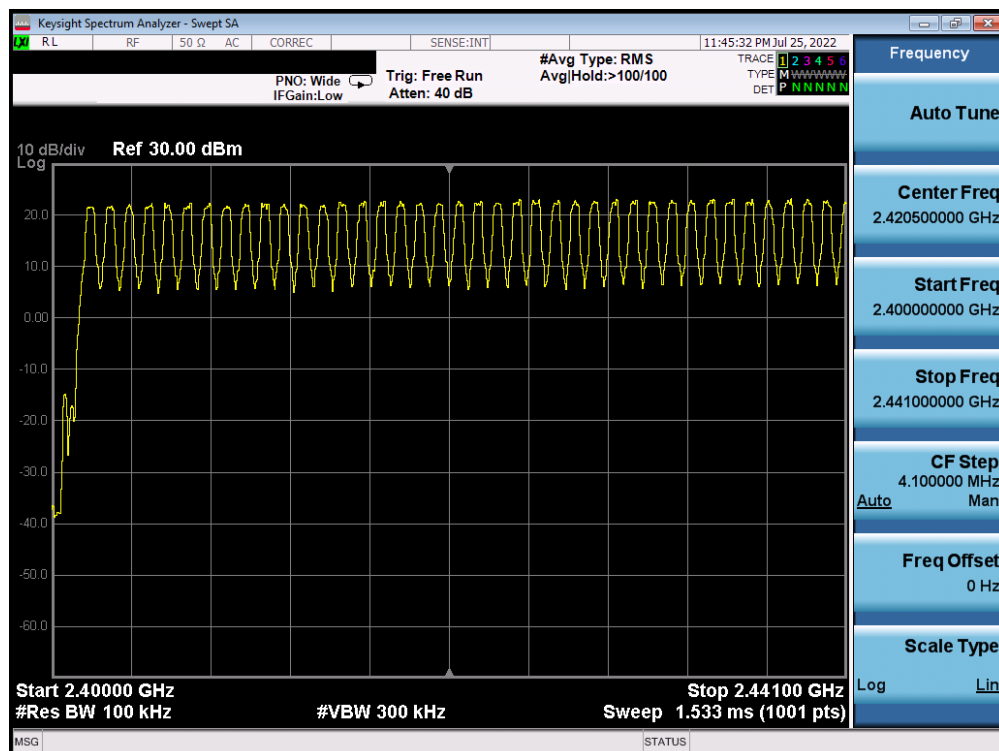 Keysight Spectrum Analyzer - Swept SA
LXI RL RF 50 Ω AC CORREC SENSE:INT 11:45:32 PM Jul 25, 2022
PNO: Wide
IFGain:Low
Trig: Free Run
Atten: 40 dB
#Avg Type: RMS
Avg|Hold:>100/100
TRACE 1 2 3 4 5 6
TYPE M WWWWW
DET P N N N N N
10 dB/div
Log
Ref 30.00 dBm
20.0
10.0
0.00
-10.0
-20.0
-30.0
-40.0
-50.0
-60.0
Start 2.40000 GHz
Stop 2.44100 GHz
#Res BW 100 kHz
#VBW 300 kHz
Sweep 1.533 ms (1001 pts)
MSG
STATUS
Frequency
Auto Tune
Center Freq
2.420500000 GHz
Start Freq
2.400000000 GHz
Stop Freq
2.441000000 GHz
CF Step
4.100000 MHz
Auto Man
Freq Offset
0 Hz
Scale Type
Log Lin